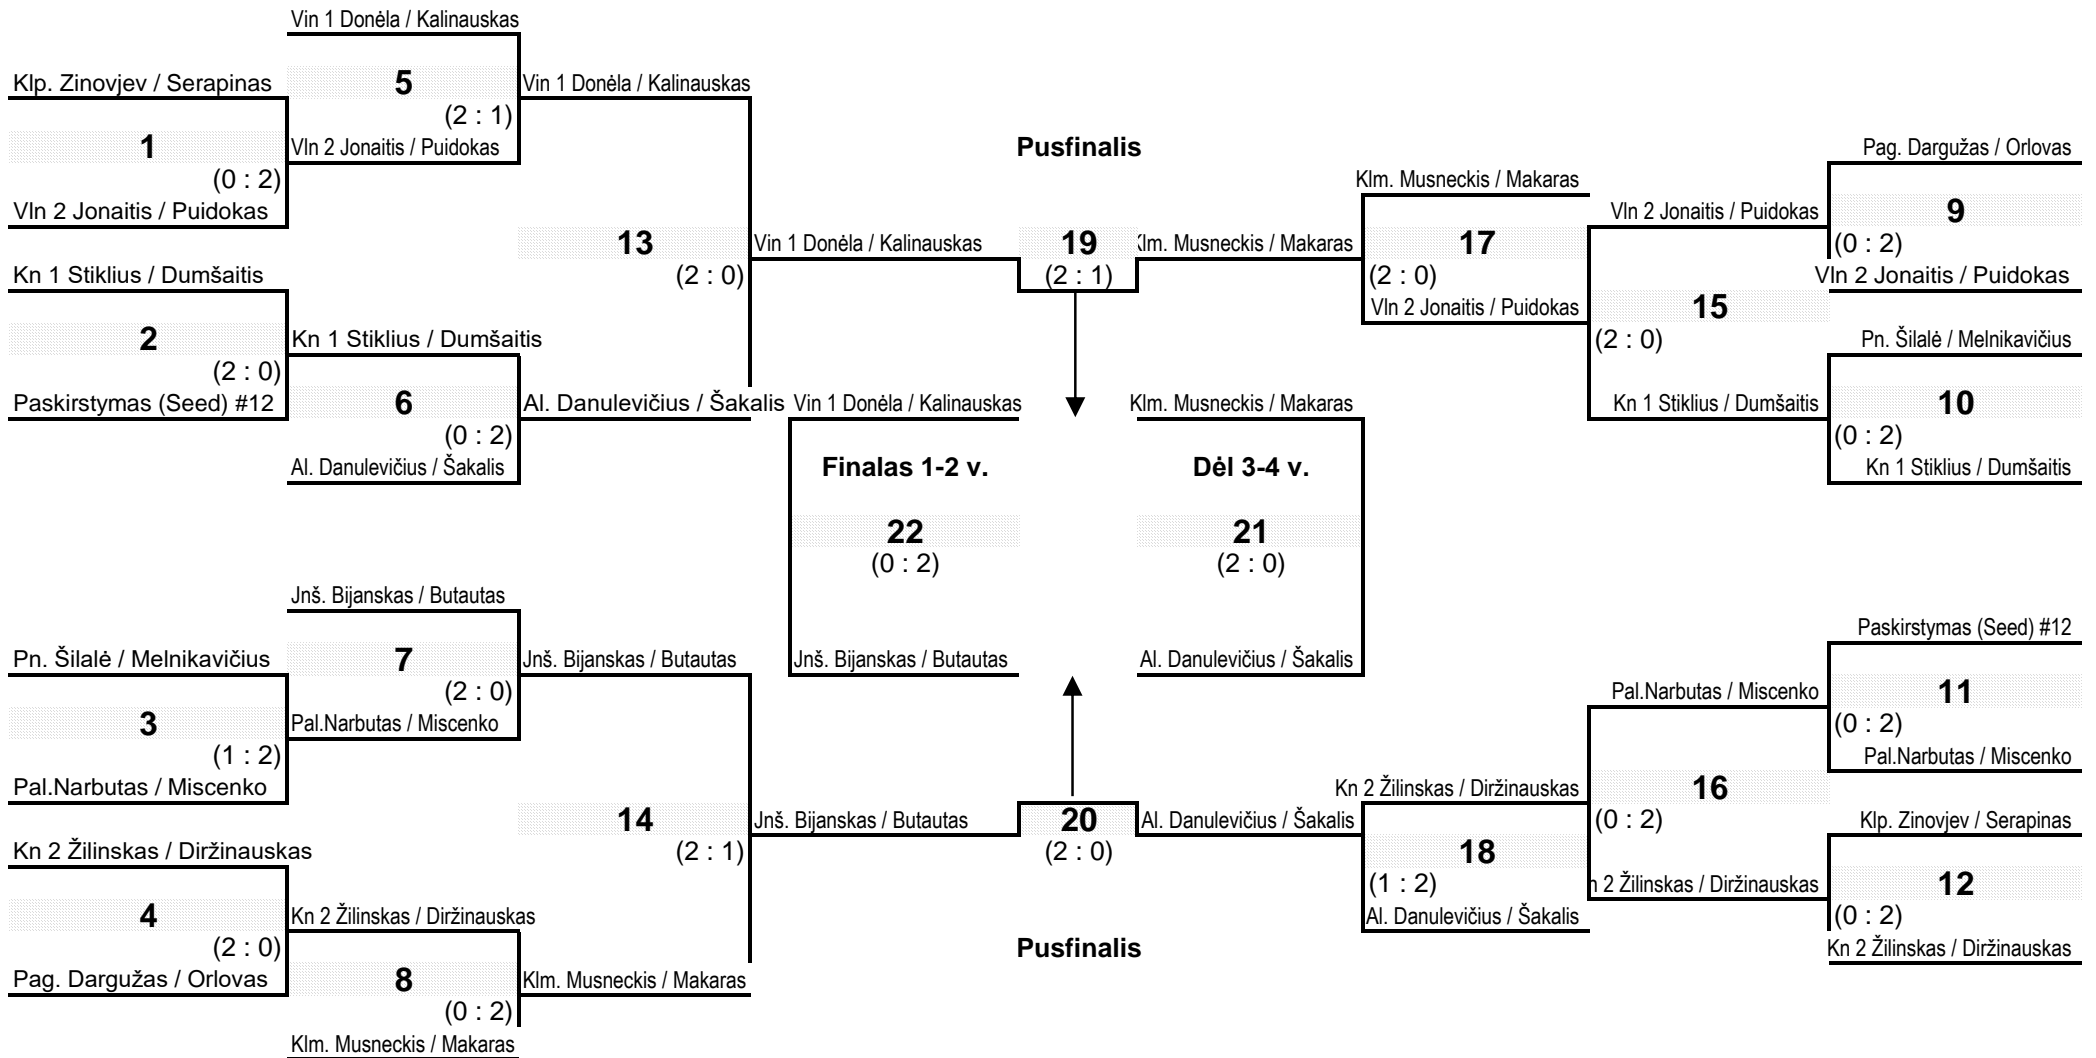 Vin 1 Donėla / Kalinauskas
Klp. Zinovjev / Serapinas
5
Vin 1 Donėla / Kalinauskas
(2 : 1)
1
Vln 2 Jonaitis / Puidokas
Pusfinalis
Pag. Dargužas / Orlovas
(0 : 2)
Klm. Musneckis / Makaras
Vln 2 Jonaitis / Puidokas
Vln 2 Jonaitis / Puidokas
9
13
Vin 1 Donėla / Kalinauskas
19
Klm. Musneckis / Makaras
17
(0 : 2)
Kn 1 Stiklius / Dumšaitis
(2 : 0)
(2 : 1)
(2 : 0)
Vln 2 Jonaitis / Puidokas
Vln 2 Jonaitis / Puidokas
15
2
Kn 1 Stiklius / Dumšaitis
(2 : 0)
Pn. Šilalė / Melnikavičius
(2 : 0)
Paskirstymas (Seed) #12
6
Al. Danulevičius / Šakalis
Vin 1 Donėla / Kalinauskas
Klm. Musneckis / Makaras
Kn 1 Stiklius / Dumšaitis
10
(0 : 2)
(0 : 2)
Al. Danulevičius / Šakalis
Finalas 1-2 v.
Dėl 3-4 v.
Kn 1 Stiklius / Dumšaitis
22
21
(0 : 2)
(2 : 0)
Jnš. Bijanskas / Butautas
Paskirstymas (Seed) #12
Pn. Šilalė / Melnikavičius
7
Jnš. Bijanskas / Butautas
Jnš. Bijanskas / Butautas
Al. Danulevičius / Šakalis
(2 : 0)
Pal.Narbutas / Miscenko
11
3
Pal.Narbutas / Miscenko
(0 : 2)
(1 : 2)
Pal.Narbutas / Miscenko
Pal.Narbutas / Miscenko
Kn 2 Žilinskas / Diržinauskas
16
14
Jnš. Bijanskas / Butautas
20
Al. Danulevičius / Šakalis
(0 : 2)
Klp. Zinovjev / Serapinas
Kn 2 Žilinskas / Diržinauskas
(2 : 1)
(2 : 0)
18
(1 : 2)
n 2 Žilinskas / Diržinauskas
12
4
Kn 2 Žilinskas / Diržinauskas
Al. Danulevičius / Šakalis
(0 : 2)
(2 : 0)
Pusfinalis
Kn 2 Žilinskas / Diržinauskas
Pag. Dargužas / Orlovas
8
Klm. Musneckis / Makaras
(0 : 2)
Klm. Musneckis / Makaras